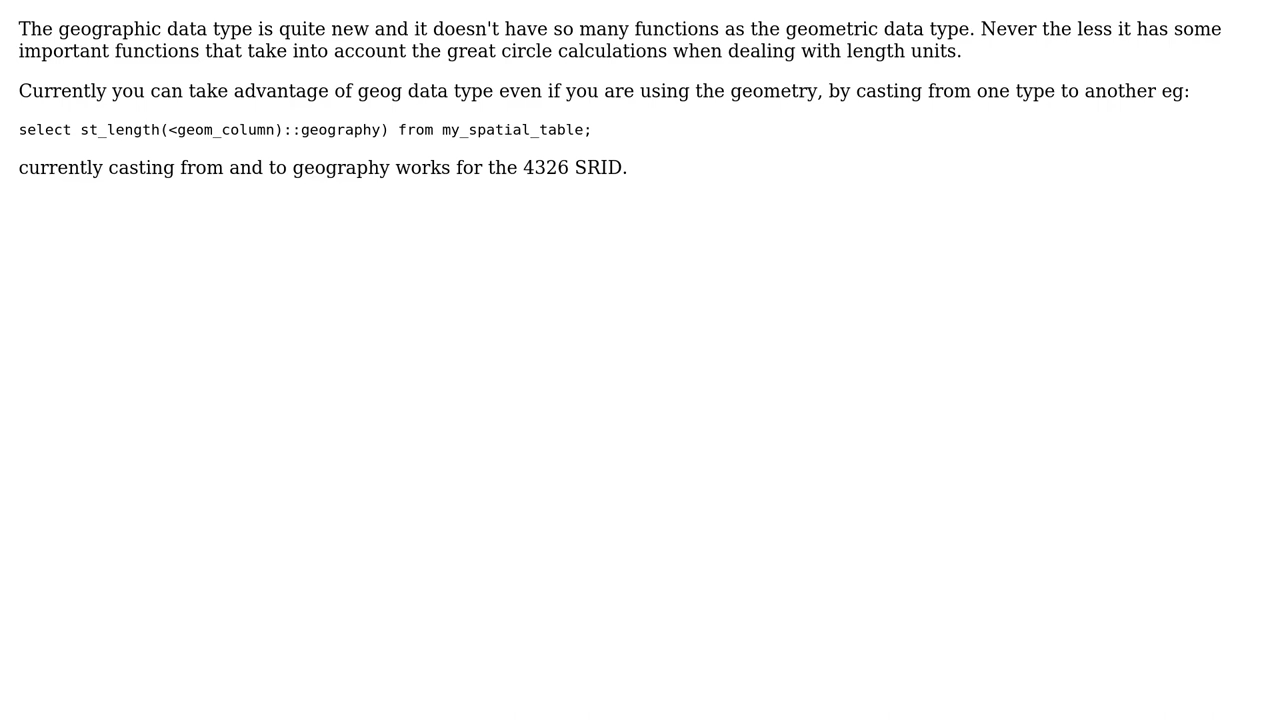 The geographic data type is quite new and it doesn't have so many functions as the geometric data type. Never the less it has some
important functions that take into account the great circle calculations when dealing with length units.
Currently you can take advantage of geog data type even if you are using the geometry, by casting from one type to another eg:
select st_length(<geom_column)::geography) from my_spatial_table;
currently casting from and to geography works for the 4326 SRID.